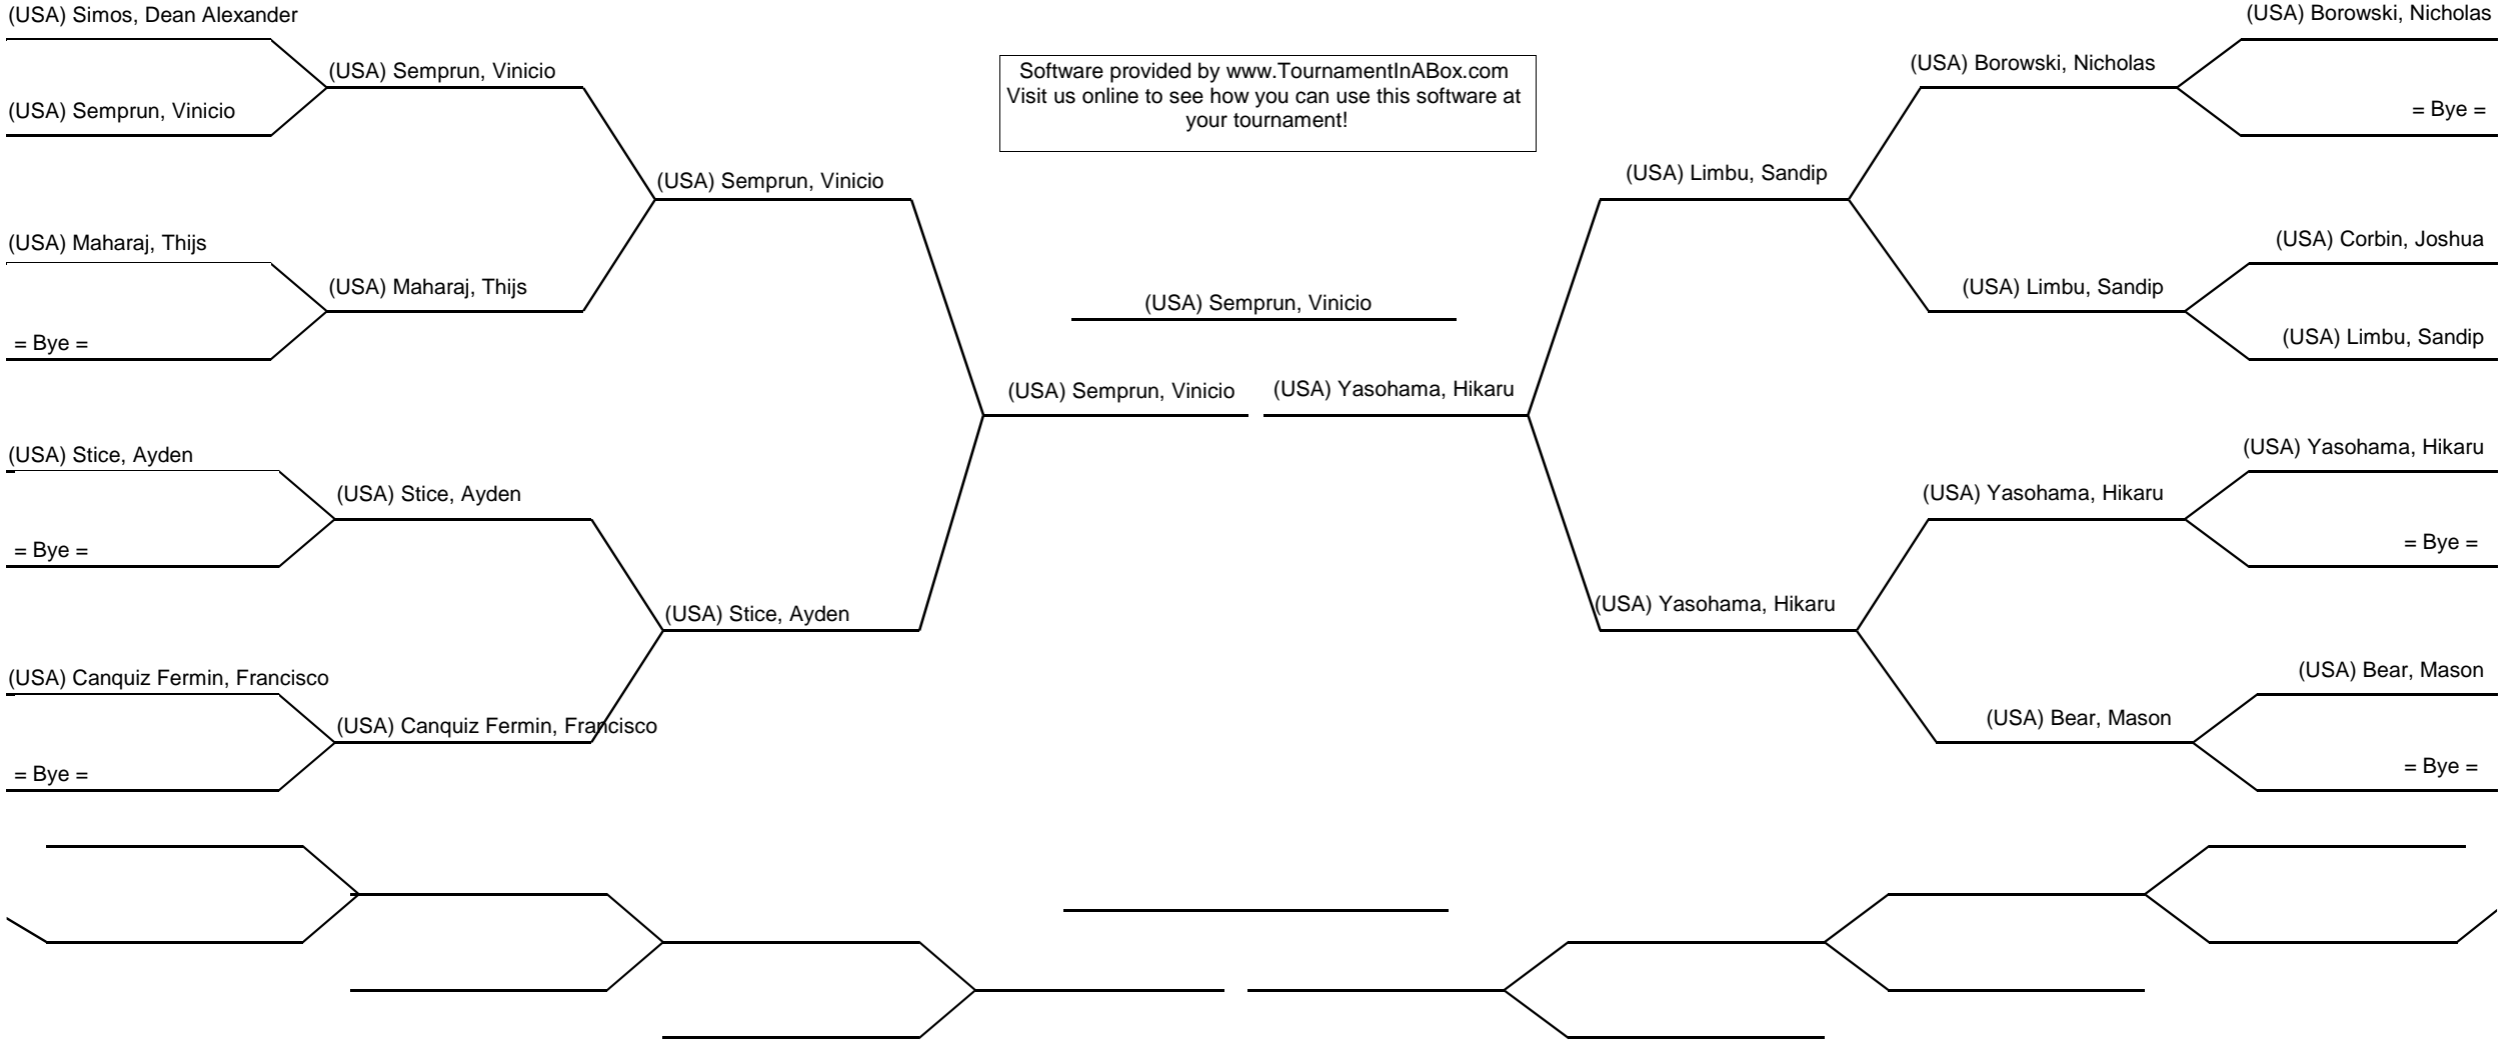 (USA) Simos, Dean Alexander
(USA) Semprun, Vinicio
(USA) Semprun, Vinicio
(USA) Semprun, Vinicio
(USA) Maharaj, Thijs
(USA) Maharaj, Thijs
= Bye =
(USA) Stice, Ayden
(USA) Stice, Ayden
= Bye =
(USA) Stice, Ayden
(USA) Canquiz Fermin, Francisco
(USA) Canquiz Fermin, Francisco
= Bye =
Software provided by www.TournamentInABox.com
Visit us online to see how you can use this software at
your tournament!
(USA) Semprun, Vinicio
(USA) Semprun, Vinicio
(USA) Yasohama, Hikaru
(USA) Borowski, Nicholas
(USA) Borowski, Nicholas
= Bye =
(USA) Limbu, Sandip
(USA) Corbin, Joshua
(USA) Limbu, Sandip
(USA) Limbu, Sandip
(USA) Yasohama, Hikaru
(USA) Yasohama, Hikaru
= Bye =
(USA) Yasohama, Hikaru
(USA) Bear, Mason
(USA) Bear, Mason
= Bye =